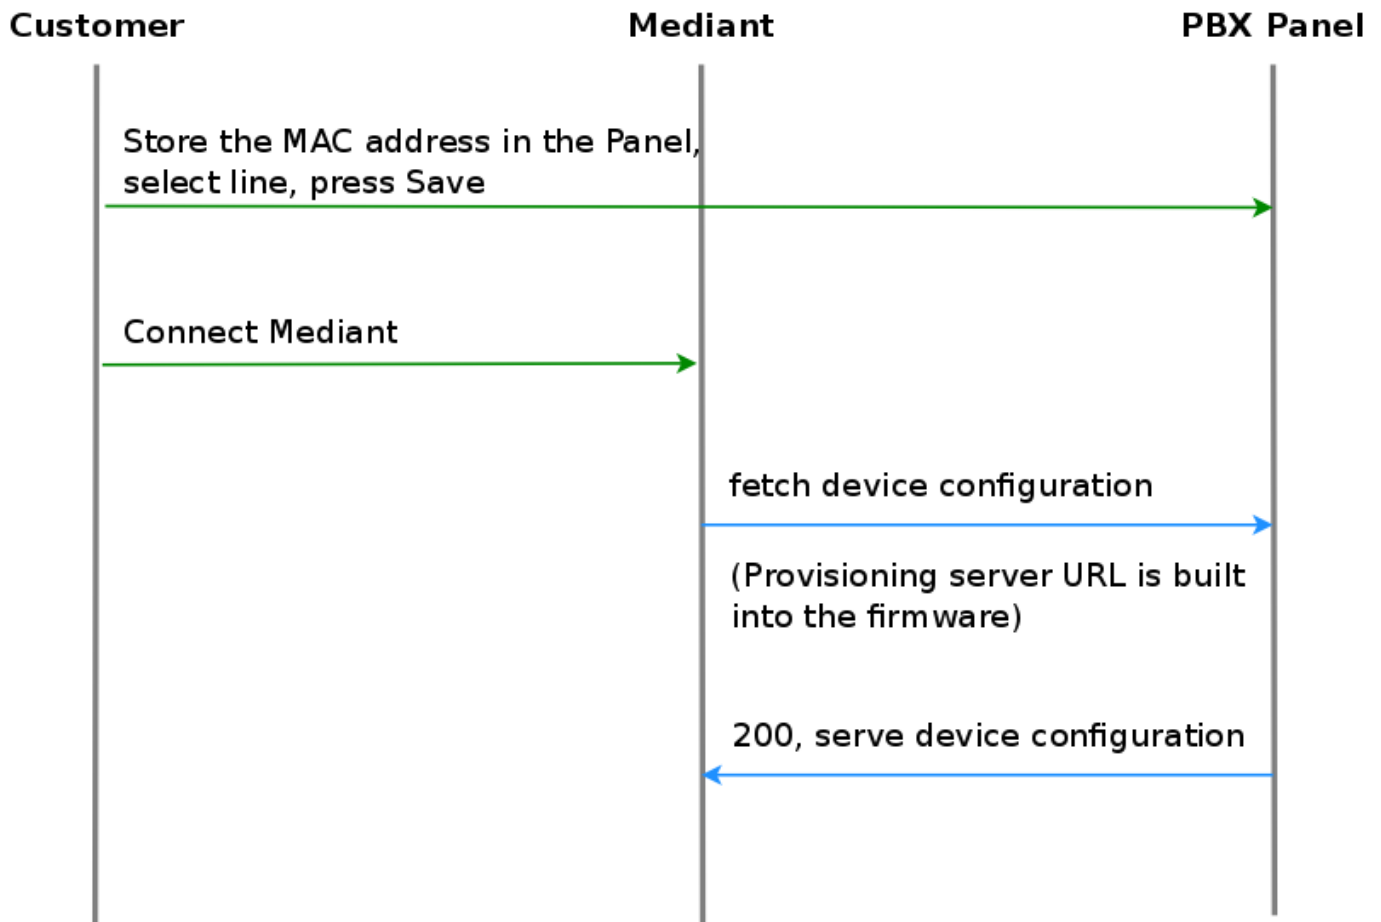 Customer
Mediant
PBX Panel
Store the MAC address in the Panel,
select line, press Save
Connect Mediant
fetch device configuration
(Provisioning server URL is built
into the firmware)
200, serve device configuration